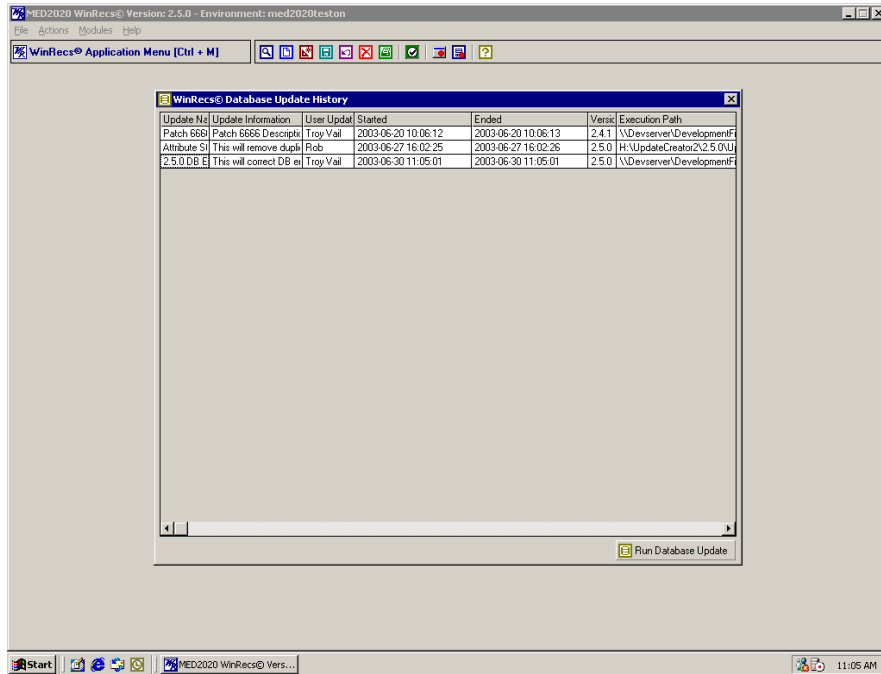 MED2020 WinRecs© Version: 2.5.0 - Environment: med2020teston
File Actions Modules Help
WinRecs© Application Menu [Ctrl + M]
WinRecs© Database Update History
Update Na Update Information User Updat Started Ended Versic Execution Path
Patch 666 Patch 6666 Descripti Troy Vail 2003-06-20 10:06:12 2003-06-20 10:06:13 2.4.1 \\Devserver\DevelopmentFi
Attribute S This will remove dupli Rob 2003-06-27 16:02:25 2003-06-27 16:02:26 2.5.0 H:\UpdateCreator2\2.5.0\U
2.5.0 DB E This will correct DB e Troy Vail 2003-06-30 11:05:01 2003-06-30 11:05:01 2.5.0 \\Devserver\DevelopmentFi
Run Database Update
Start MED2020 WinRecs© Vers... 11:05 AM